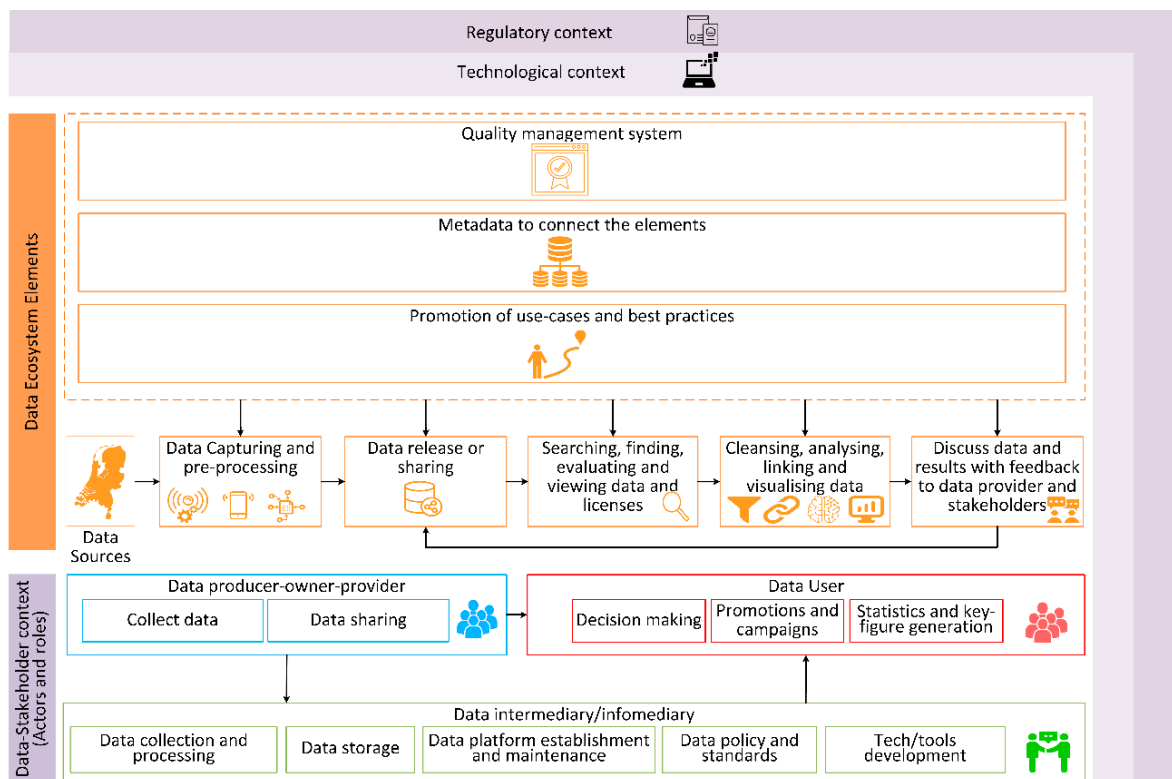 Regulatory context
Technological context
Data Ecosystem Elements
Quality management system
Metadata to connect the elements
Promotion of use-cases and best practices
Data Sources
Data Capturing and
pre-processing
Data release or
sharing
Searching, finding,
evaluating and
viewing data and
licenses
Cleansing, analysing,
linking and
visualising data
Discuss data and
results with feedback
to data provider and
stakeholders
Data-Stakeholder context
(Actors and roles)
Data producer-owner-provider
Collect data
Data sharing
Data User
Decision making
Promotions and
campaigns
Statistics and key-
figure generation
Data intermediary/infomediary
Data collection and
processing
Data storage
Data platform establishment
and maintenance
Data policy and
standards
Tech/tools
development